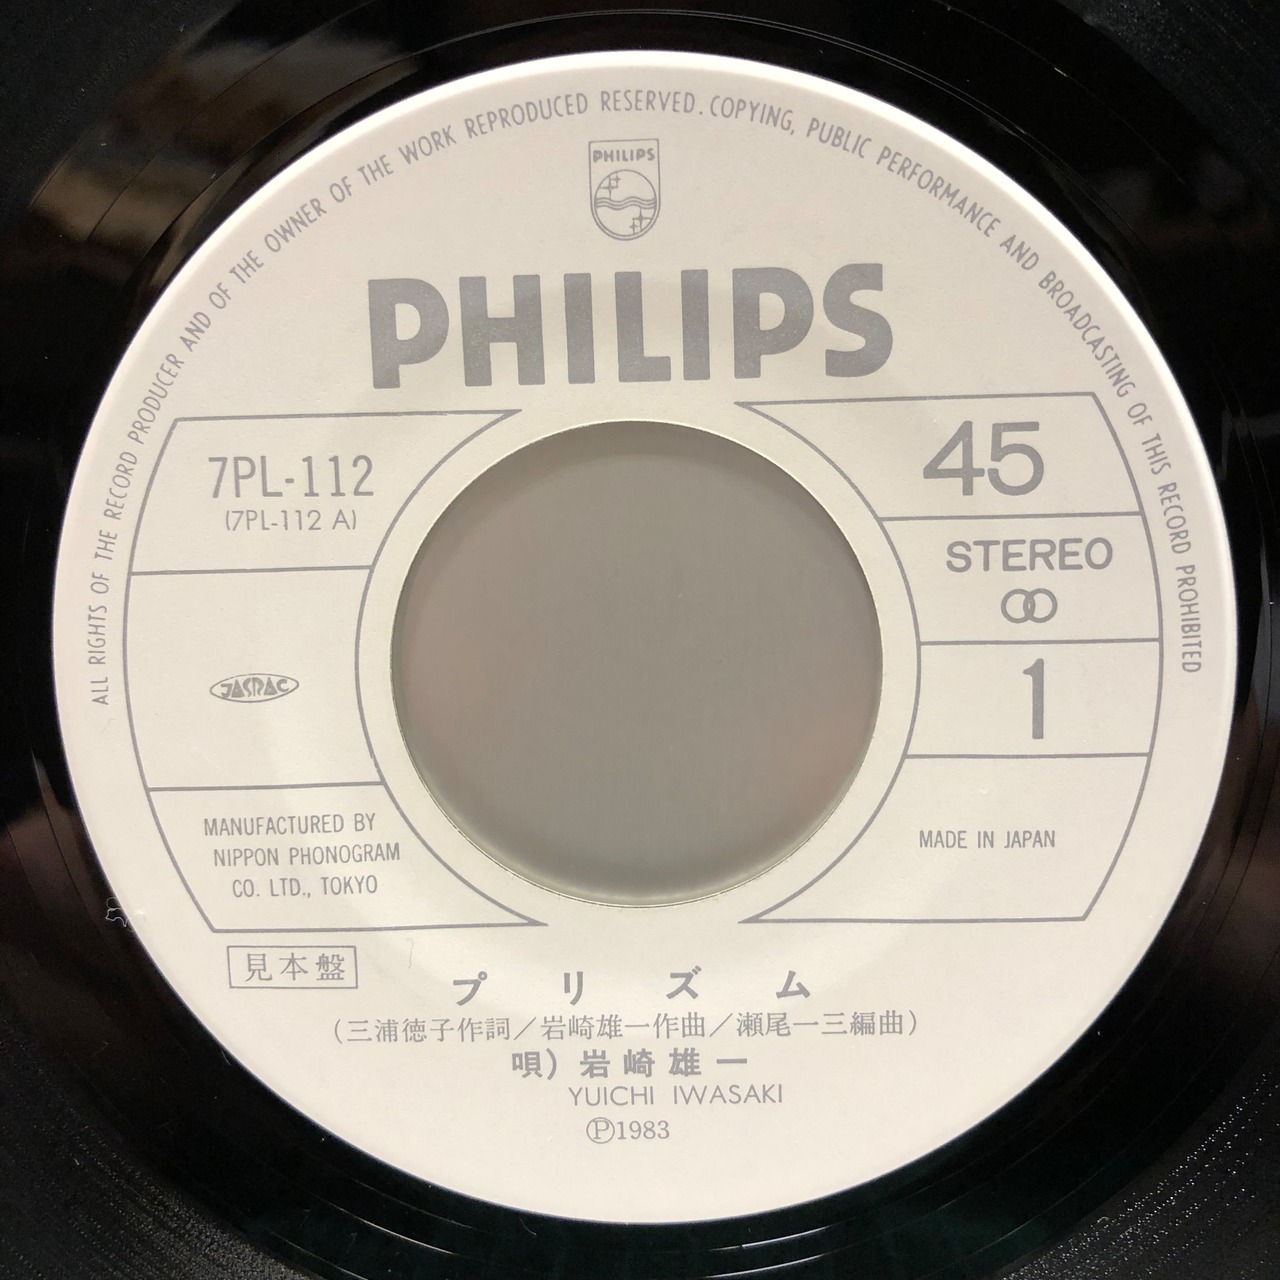 ALL RIGHTS OF THE RECORD PRODUCER AND OF THE OWNER OF THE WORK REPRODUCED RESERVED. COPYING, PUBLIC PERFORMANCE AND BROADCASTING OF THIS RECORD PROHIBITED
PHILIPS
PHILIPS
7PL-112
(7PL-112 A)
45
STEREO
1
JASRAC
MANUFACTURED BY
NIPPON PHONOGRAM
CO. LTD., TOKYO
MADE IN JAPAN
見本盤
プリズム
(三浦徳子作詞/岩崎雄一作曲/瀬尾一三編曲)
唄)岩崎雄一
YUICHI IWASAKI
Ⓟ1983